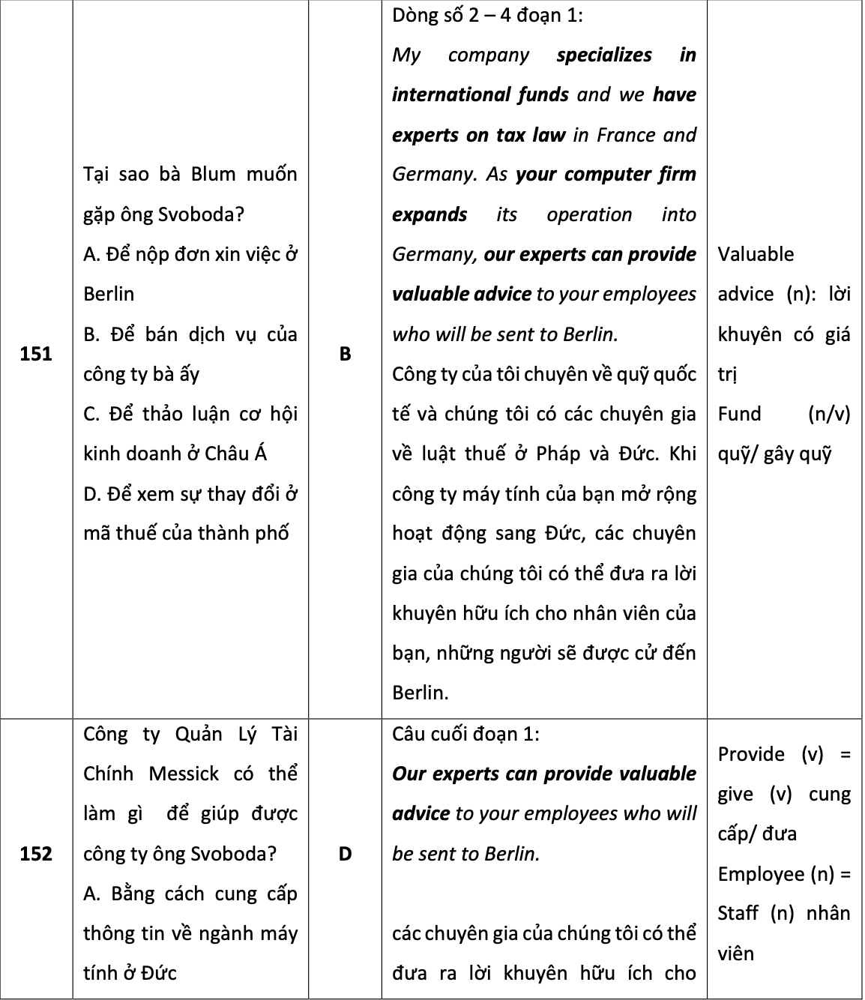 151
Tại sao bà Blum muốn
gặp ông Svoboda?
A. Để nộp đơn xin việc ở
Berlin
B. Để bán dịch vụ của
công ty bà ấy
C. Để thảo luận cơ hội
kinh doanh ở Châu Á
D. Để xem sự thay đổi ở
mã thuế của thành phố
B
Dòng số 2 – 4 đoạn 1:
My company specializes in
international funds and we have
experts on tax law in France and
Germany. As your computer firm
expands its operation into
Germany, our experts can provide
valuable advice to your employees
who will be sent to Berlin.
Công ty của tôi chuyên về quỹ quốc
tế và chúng tôi có các chuyên gia
về luật thuế ở Pháp và Đức. Khi
công ty máy tính của bạn mở rộng
hoạt động sang Đức, các chuyên
gia của chúng tôi có thể đưa ra lời
khuyên hữu ích cho nhân viên của
bạn, những người sẽ được cử đến
Berlin.
Valuable
advice (n): lời
khuyên có giá
trị
Fund (n/v)
quỹ/ gây quỹ
152
Công ty Quản Lý Tài
Chính Messick có thể
làm gì để giúp được
công ty ông Svoboda?
A. Bằng cách cung cấp
thông tin về ngành máy
tính ở Đức
D
Câu cuối đoạn 1:
Our experts can provide valuable
advice to your employees who will
be sent to Berlin.
các chuyên gia của chúng tôi có thể
đưa ra lời khuyên hữu ích cho
Provide (v) =
give (v) cung
cấp/ đưa
Employee (n) =
Staff (n) nhân
viên